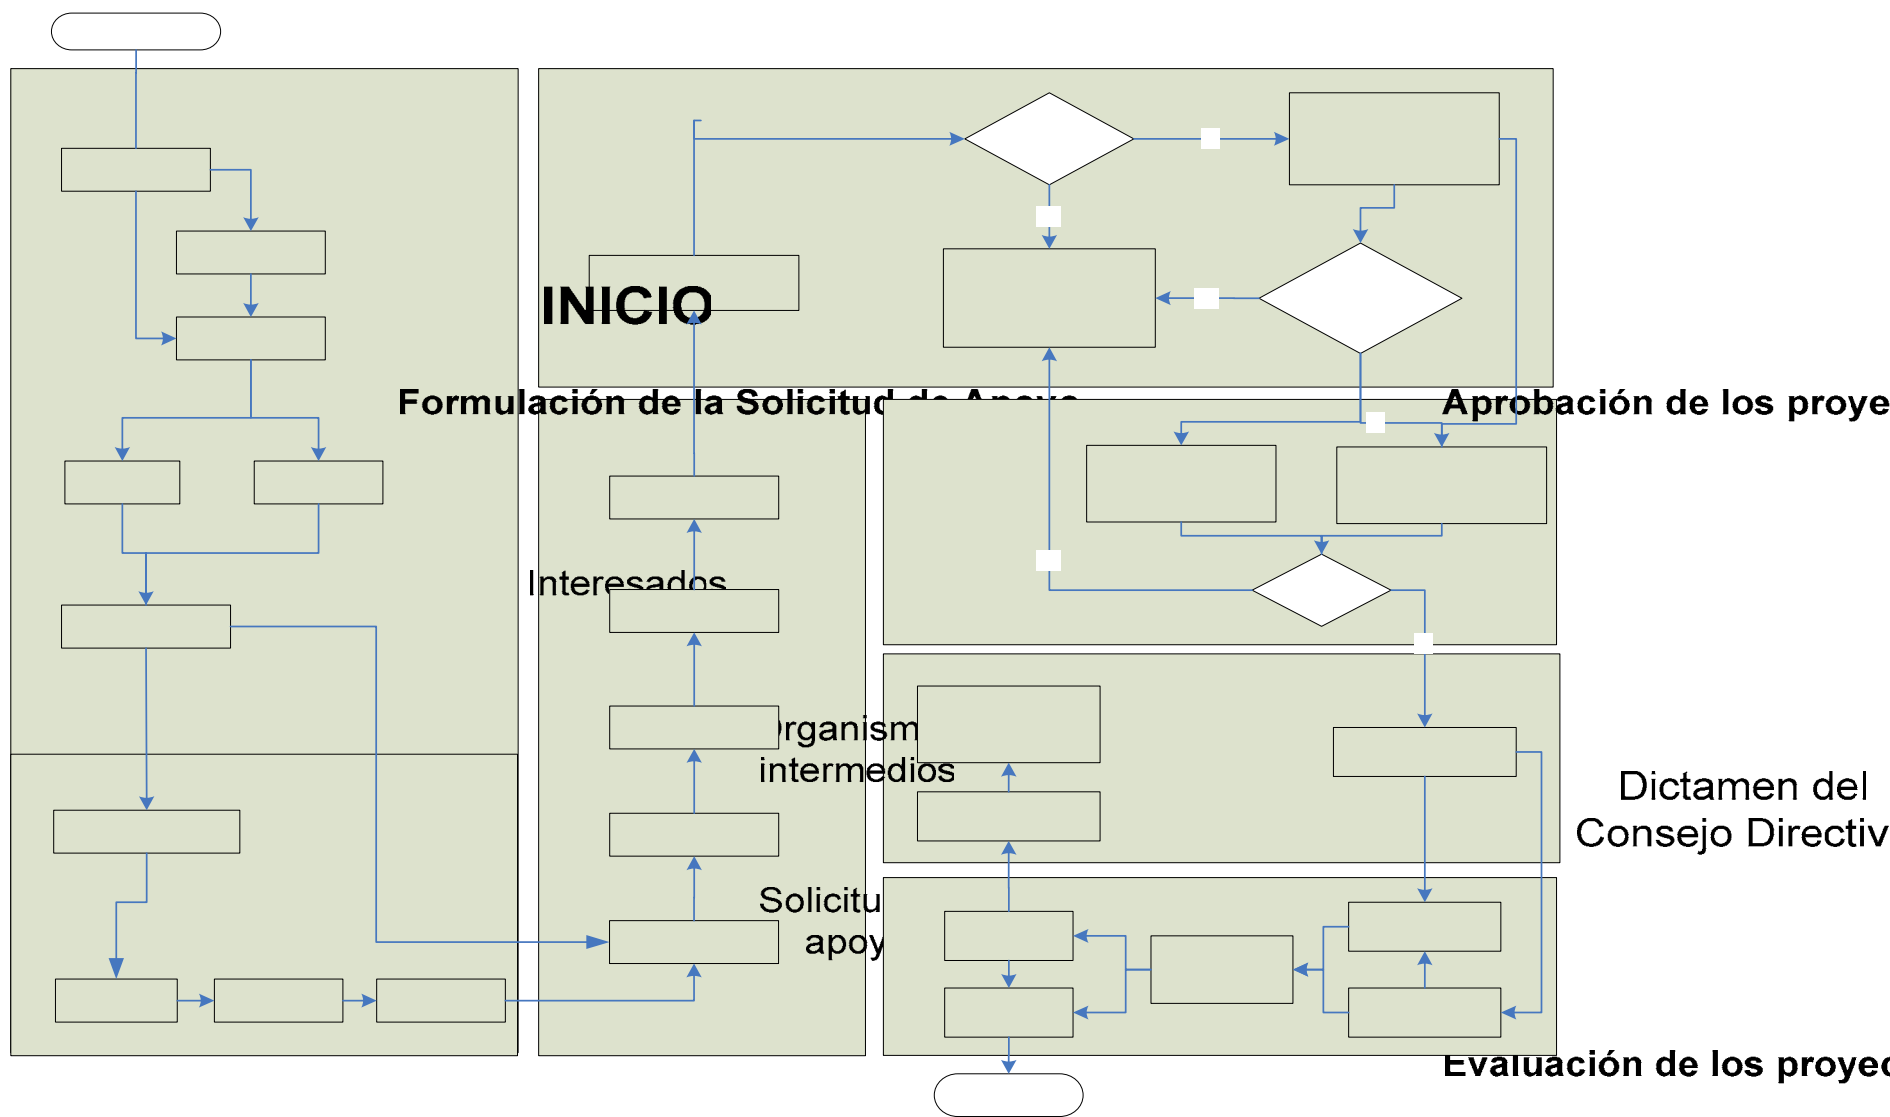 INICIO
Formulación de la Solicitud de Apoyo
Aprobación de los proye
Interesados
Organism
intermedios
Dictamen del
Consejo Directiv
Solicitu
apoy
Evaluación de los proyec